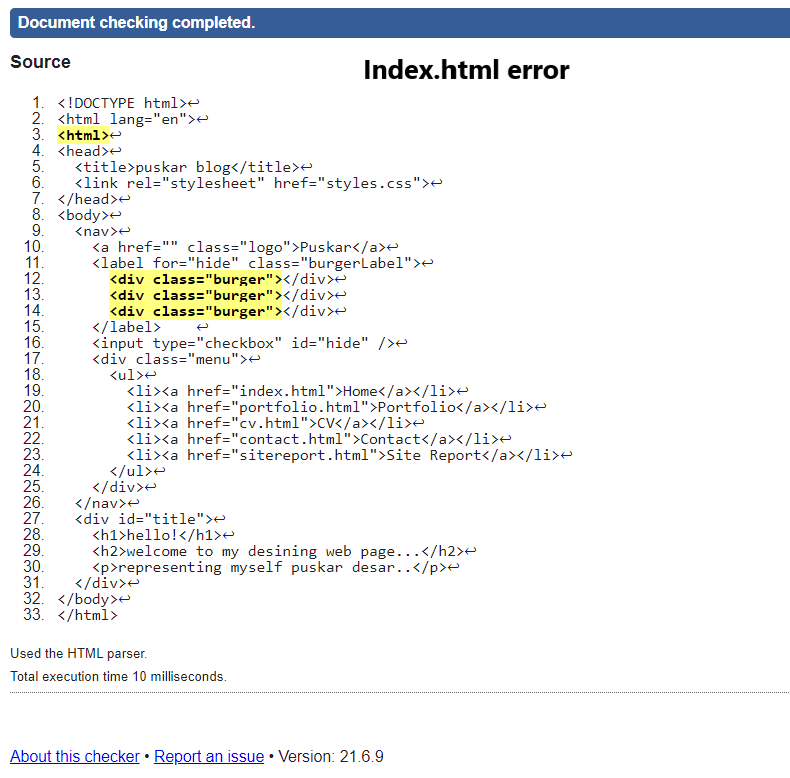 Document checking completed.
Source
Index.html error
1. <!DOCTYPE html>↩
2. <html lang="en">↩
3. <html>↩
4. <head>↩
5. <title>puskar blog</title>↩
6. <link rel="stylesheet" href="styles.css">↩
7. </head>↩
8. <body>↩
9. <nav>↩
10. <a href="" class="logo">Puskar</a>↩
11. <label for="hide" class="burgerLabel">↩
12. <div class="burger"></div>↩
13. <div class="burger"></div>↩
14. <div class="burger"></div>↩
15. </label>    ↩
16. <input type="checkbox" id="hide" />↩
17. <div class="menu">↩
18. <ul>↩
19. <li><a href="index.html">Home</a></li>↩
20. <li><a href="portfolio.html">Portfolio</a></li>↩
21. <li><a href="cv.html">CV</a></li>↩
22. <li><a href="contact.html">Contact</a></li>↩
23. <li><a href="sitereport.html">Site Report</a></li>↩
24. </ul>↩
25. </div>↩
26. </nav>↩
27. <div id="title">↩
28. <h1>hello!</h1>↩
29. <h2>welcome to my desining web page...</h2>↩
30. <p>representing myself puskar desar..</p>↩
31. </div>↩
32. </body>↩
33. </html>
Used the HTML parser.
Total execution time 10 milliseconds.
About this checker • Report an issue • Version: 21.6.9